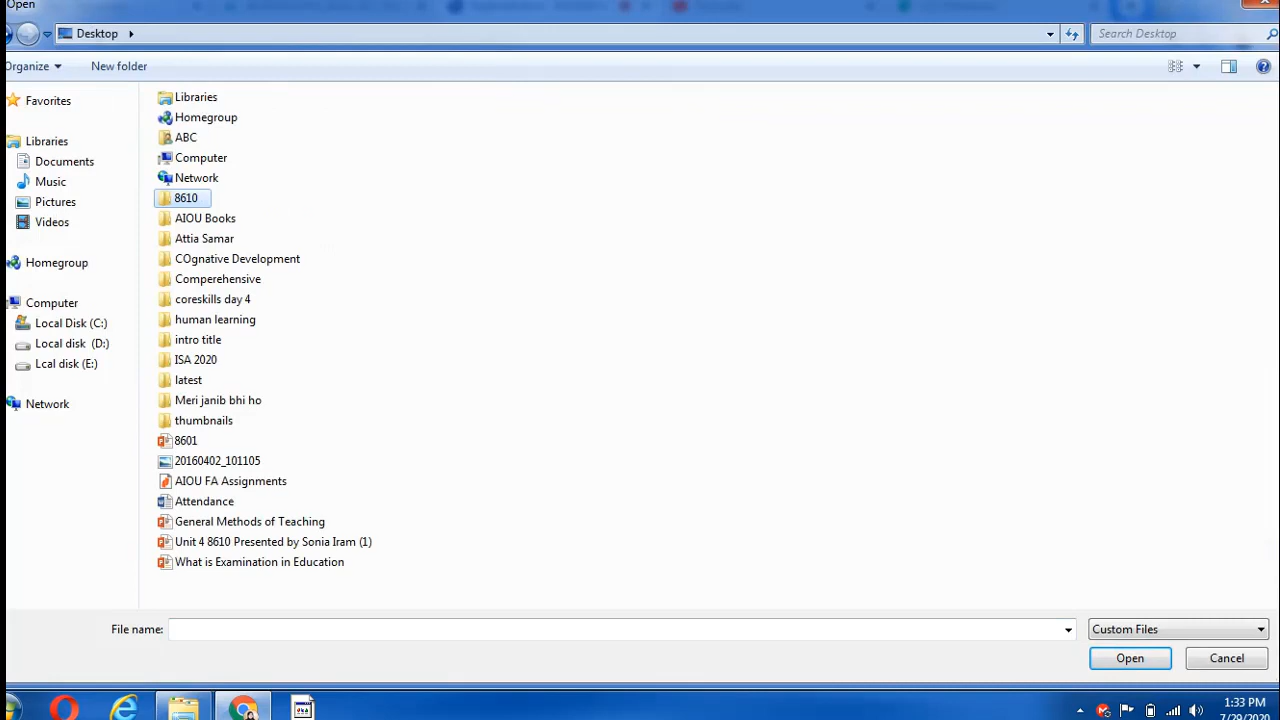 Open
Desktop
Search Desktop
Organize
New folder
Favorites
Libraries
Documents
Music
Pictures
Videos
Homegroup
Computer
Local Disk (C:)
Local disk (D:)
Lcal disk (E:)
Network
Libraries
Homegroup
ABC
Computer
Network
8610
AIOU Books
Attia Samar
COgnative Development
Comperehensive
coreskills day 4
human learning
intro title
ISA 2020
latest
Meri janib bhi ho
thumbnails
8601
20160402_101105
AIOU FA Assignments
Attendance
General Methods of Teaching
Unit 4 8610 Presented by Sonia Iram (1)
What is Examination in Education
File name:
Custom Files
Open
Cancel
1:33 PM